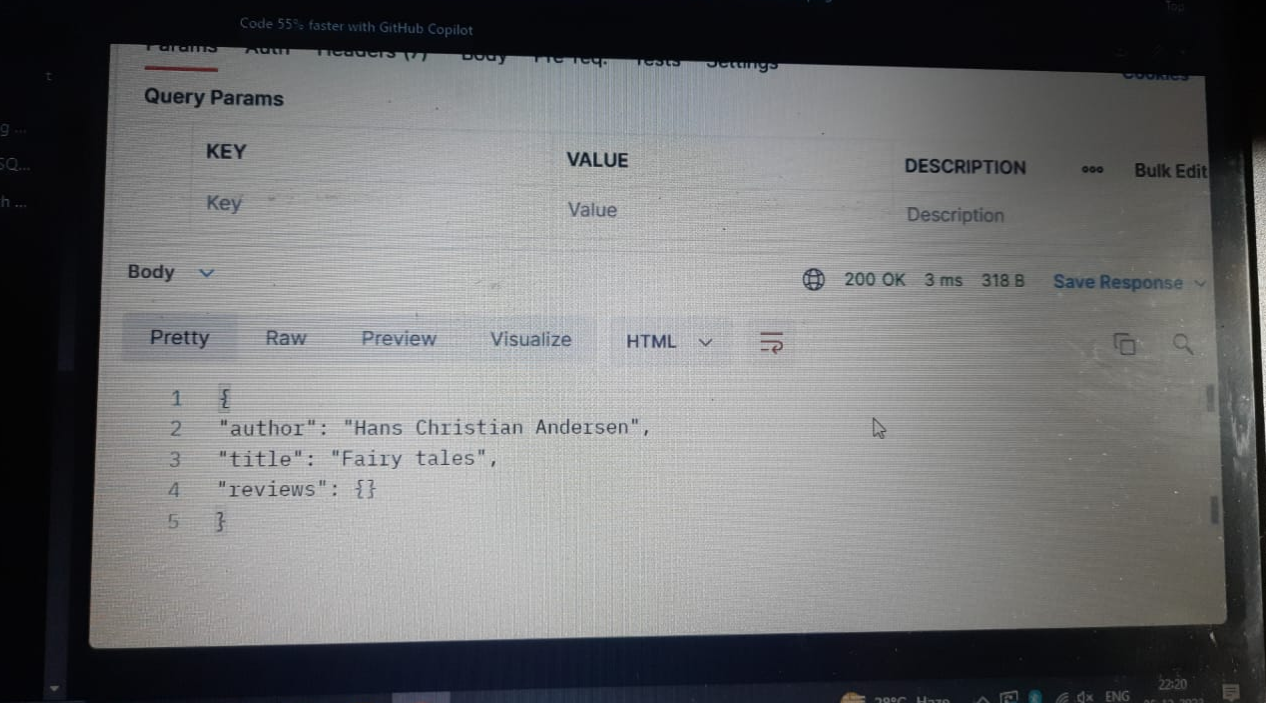 Code 55% faster with GitHub Copilot
Top
Params Auth Headers (7) Body Pre-req. Tests Settings
Cookies
Query Params
KEY VALUE DESCRIPTION ooo Bulk Edit
Key Value Description
Body 200 OK 3 ms 318 B Save Response
Pretty Raw Preview Visualize HTML
1 {
2 "author": "Hans Christian Andersen",
3 "title": "Fairy tales",
4 "reviews": {}
5 }
t
g ...
SQ...
h ...
Haze ENG 22:20